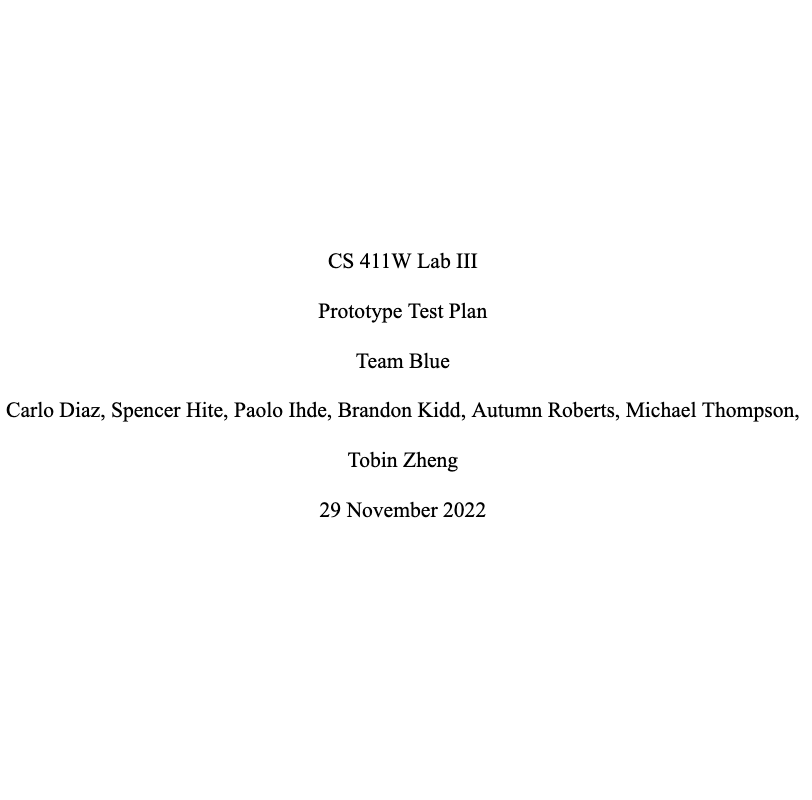 CS 411W Lab III
Prototype Test Plan
Team Blue
Carlo Diaz, Spencer Hite, Paolo Ihde, Brandon Kidd, Autumn Roberts, Michael Thompson,
Tobin Zheng
29 November 2022